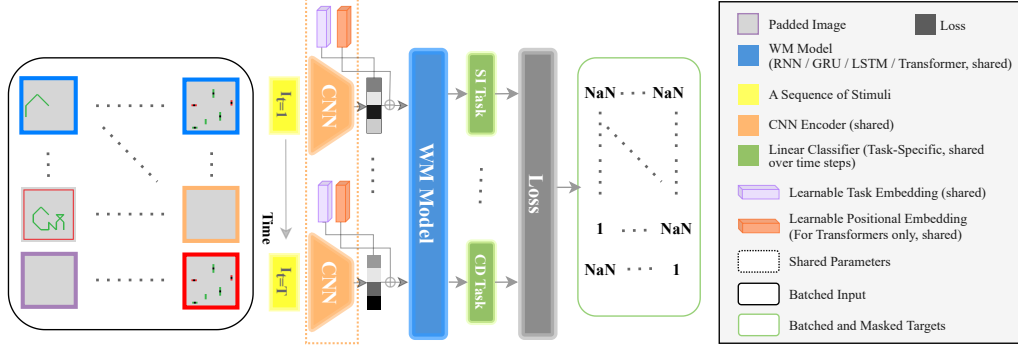 I_{t=1}
Time
I_{t=T}
CNN
CNN
WM Model
SI Task
CD Task
Loss
NaN NaN
1 NaN
NaN 1
Padded Image
Loss
WM Model
(RNN / GRU / LSTM / Transformer, shared)
A Sequence of Stimuli
CNN Encoder (shared)
Linear Classifier (Task-Specific, shared
over time steps)
Learnable Task Embedding (shared)
Learnable Positional Embedding
(For Transformers only, shared)
Shared Parameters
Batched Input
Batched and Masked Targets